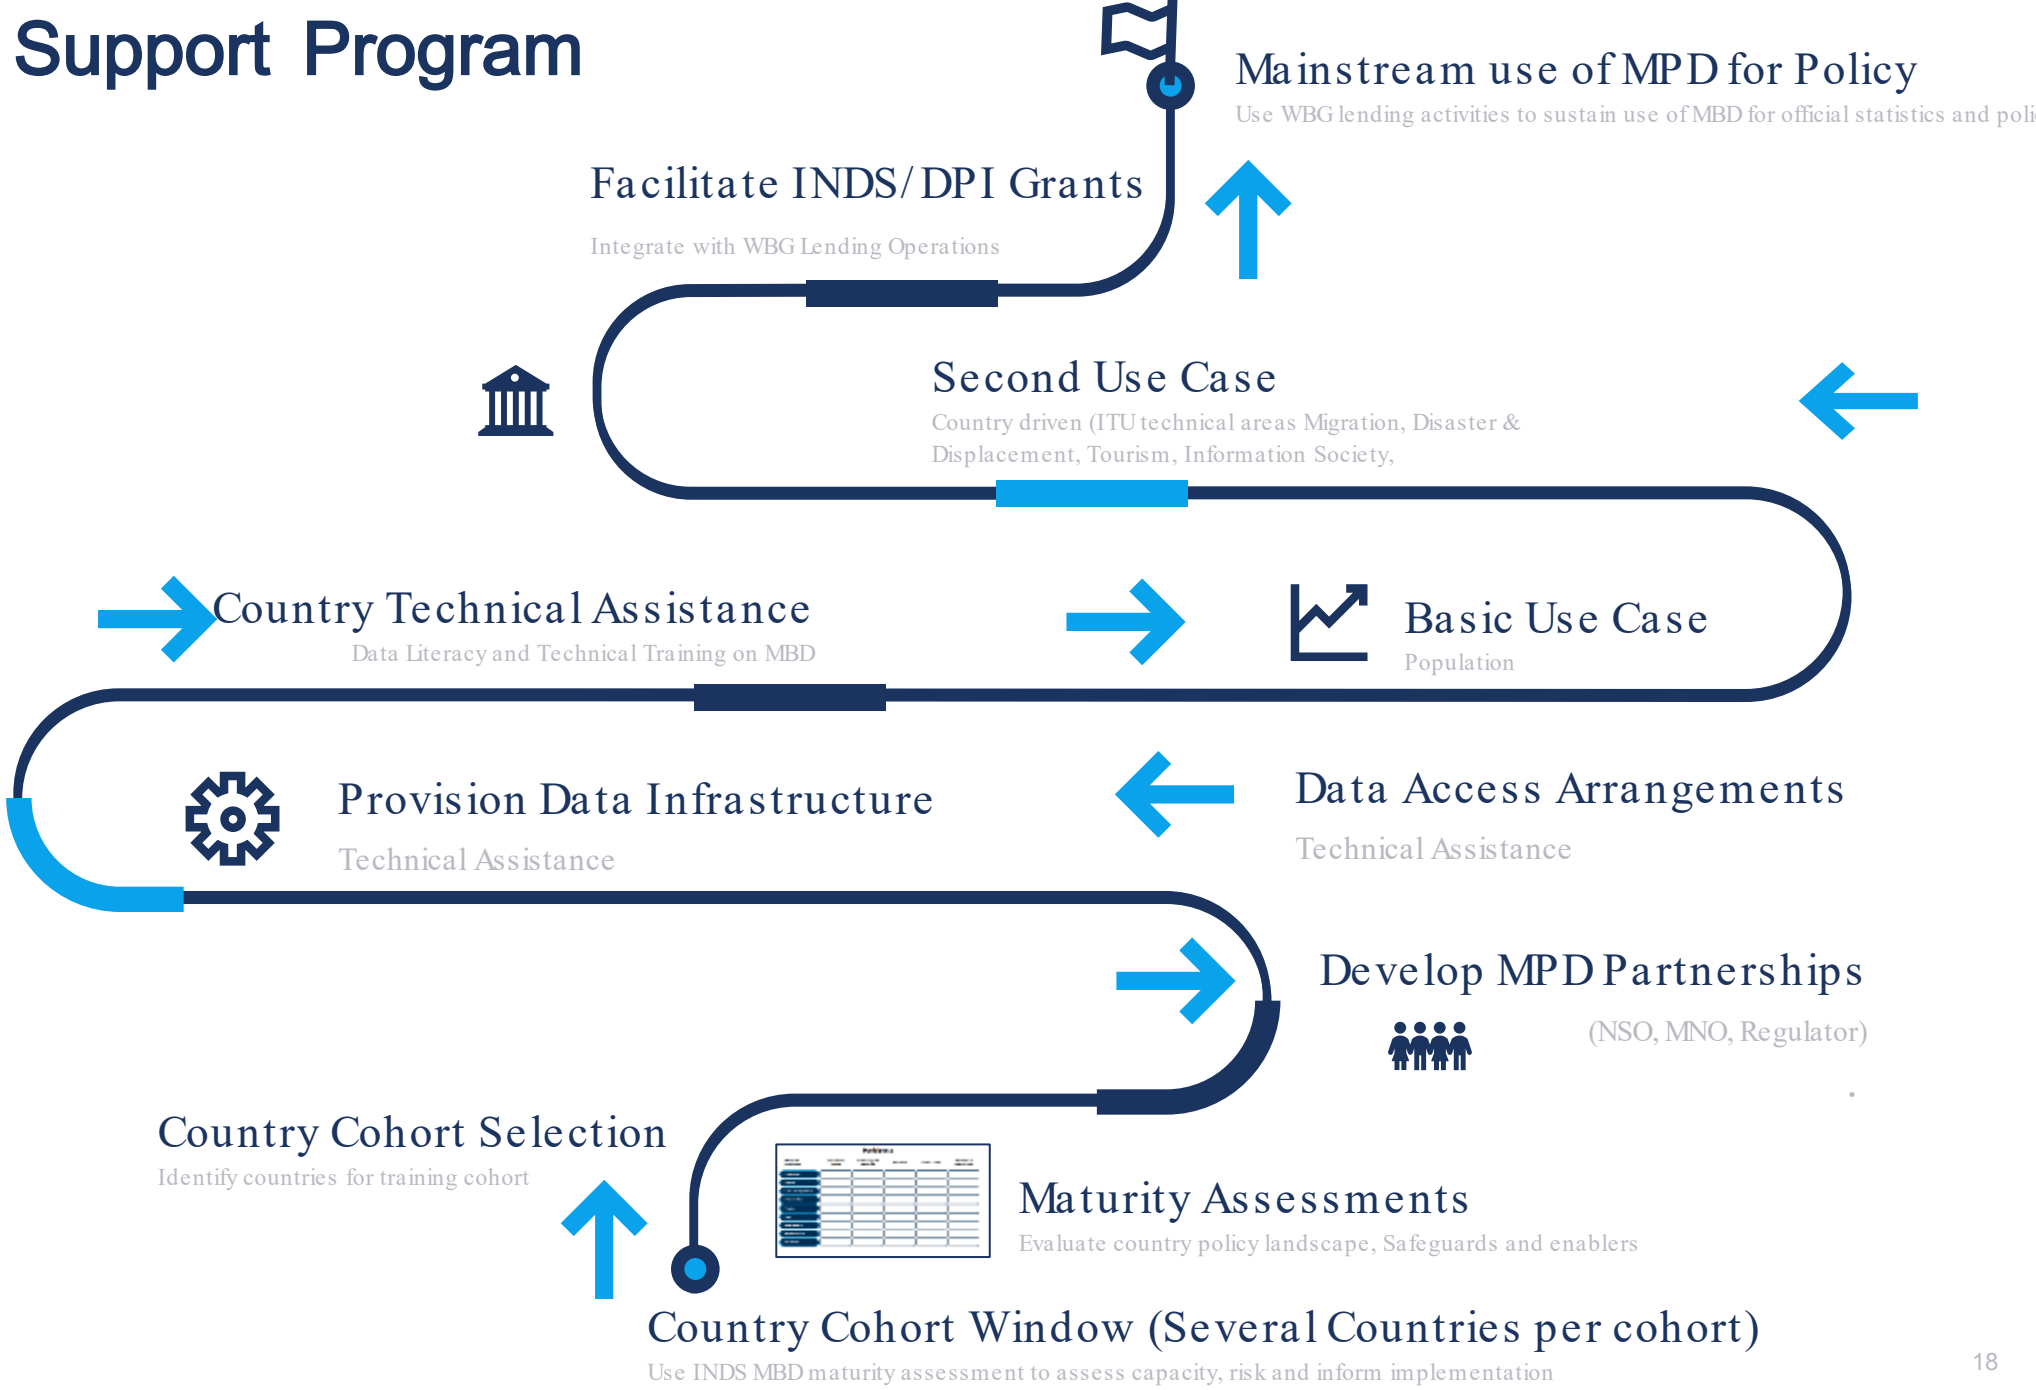 Support Program
Mainstream use of MPD for Policy
Use WBG lending activities to sustain use of MBD for official statistics and
Facilitate INDS/DPI Grants
Integrate with WBG Lending Operations
Second Use Case
Country driven (ITU technical areas Migration, Disaster &
Displacement, Tourism, Information Society,
Country Technical Assistance
Data Literacy and Technical Training on MBD
Basic Use Case
Population
Provision Data Infrastructure
Technical Assistance
Data Access Arrangements
Technical Assistance
Develop MPD Partnerships
(NSO, MNO, Regulator)
.
Country Cohort Selection
Identify countries for training cohort
Maturity Assessments
Evaluate country policy landscape, Safeguards and enablers
Country Cohort Window (Several Countries per cohort)
Use INDS MBD maturity assessment to assess capacity, risk and inform implementation
18